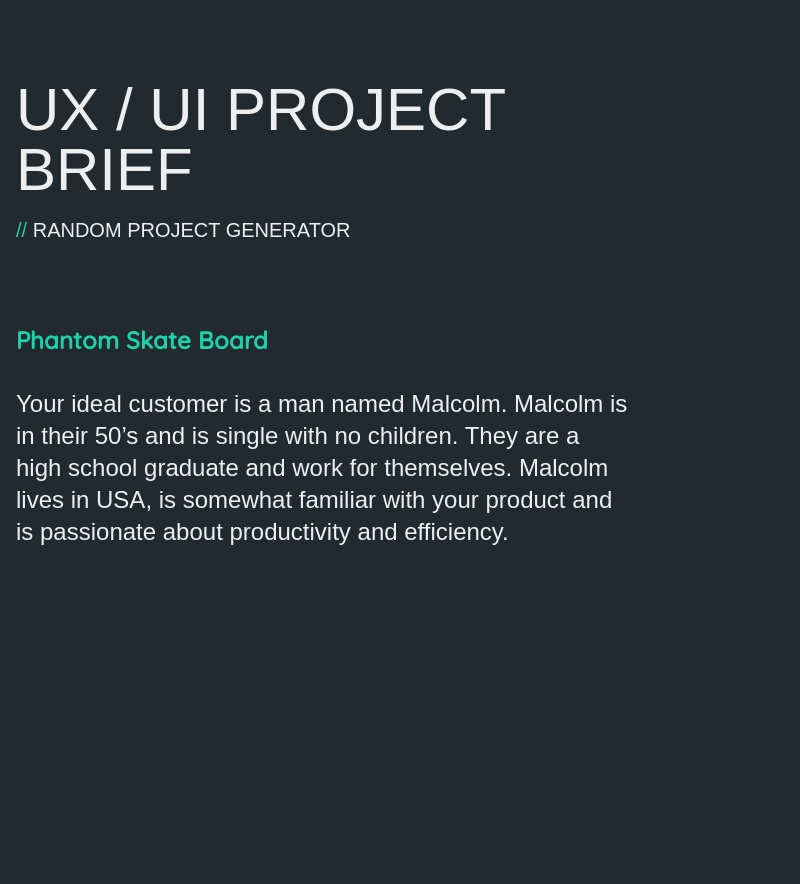 UX / UI PROJECT
BRIEF
// RANDOM PROJECT GENERATOR
Phantom Skate Board
Your ideal customer is a man named Malcolm. Malcolm is
in their 50’s and is single with no children. They are a
high school graduate and work for themselves. Malcolm
lives in USA, is somewhat familiar with your product and
is passionate about productivity and efficiency.